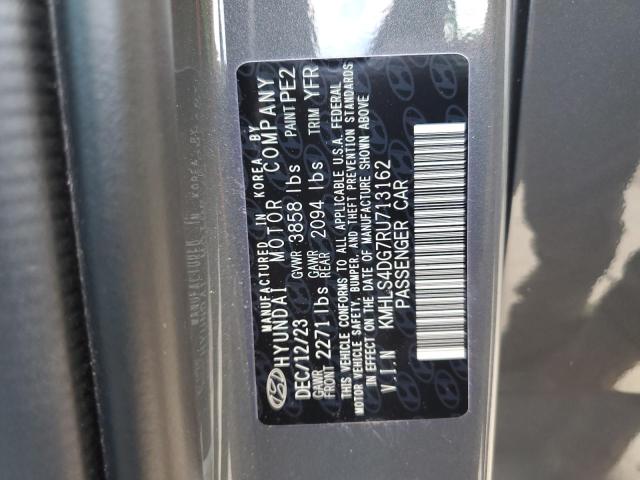 MANUFACTURED IN KOREA BY
HYUNDAI MOTOR COMPANY
DEC/12/23 GVWR 3858 lbs PAINT PE2
GAWR FRONT 2271 lbs GAWR REAR 2094 lbs TRIM YFR
THIS VEHICLE CONFORMS TO ALL APPLICABLE U.S.A. FEDERAL
MOTOR VEHICLE SAFETY, BUMPER, AND THEFT PREVENTION STANDARDS
IN EFFECT ON THE DATE OF MANUFACTURE SHOWN ABOVE
V.I.N KMHLS4DG7RU713162
PASSENGER CAR